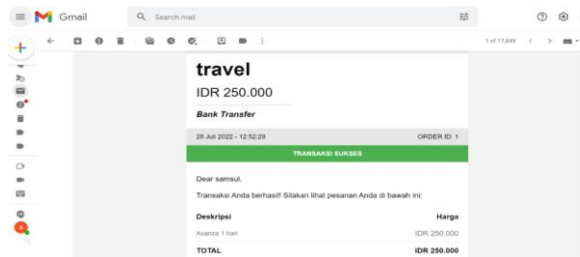 Gmail
Search mail
1 of 17,849
travel
IDR 250.000
Bank Transfer
28 Juli 2022 - 12:52:29
ORDER ID: 1
TRANSAKSI SUKSES
Dear samsul,
Transaksi Anda berhasil! Silakan lihat pesanan Anda di bawah ini:
Deskripsi
Harga
Avanza 1 hari
IDR 250.000
TOTAL
IDR 250.000